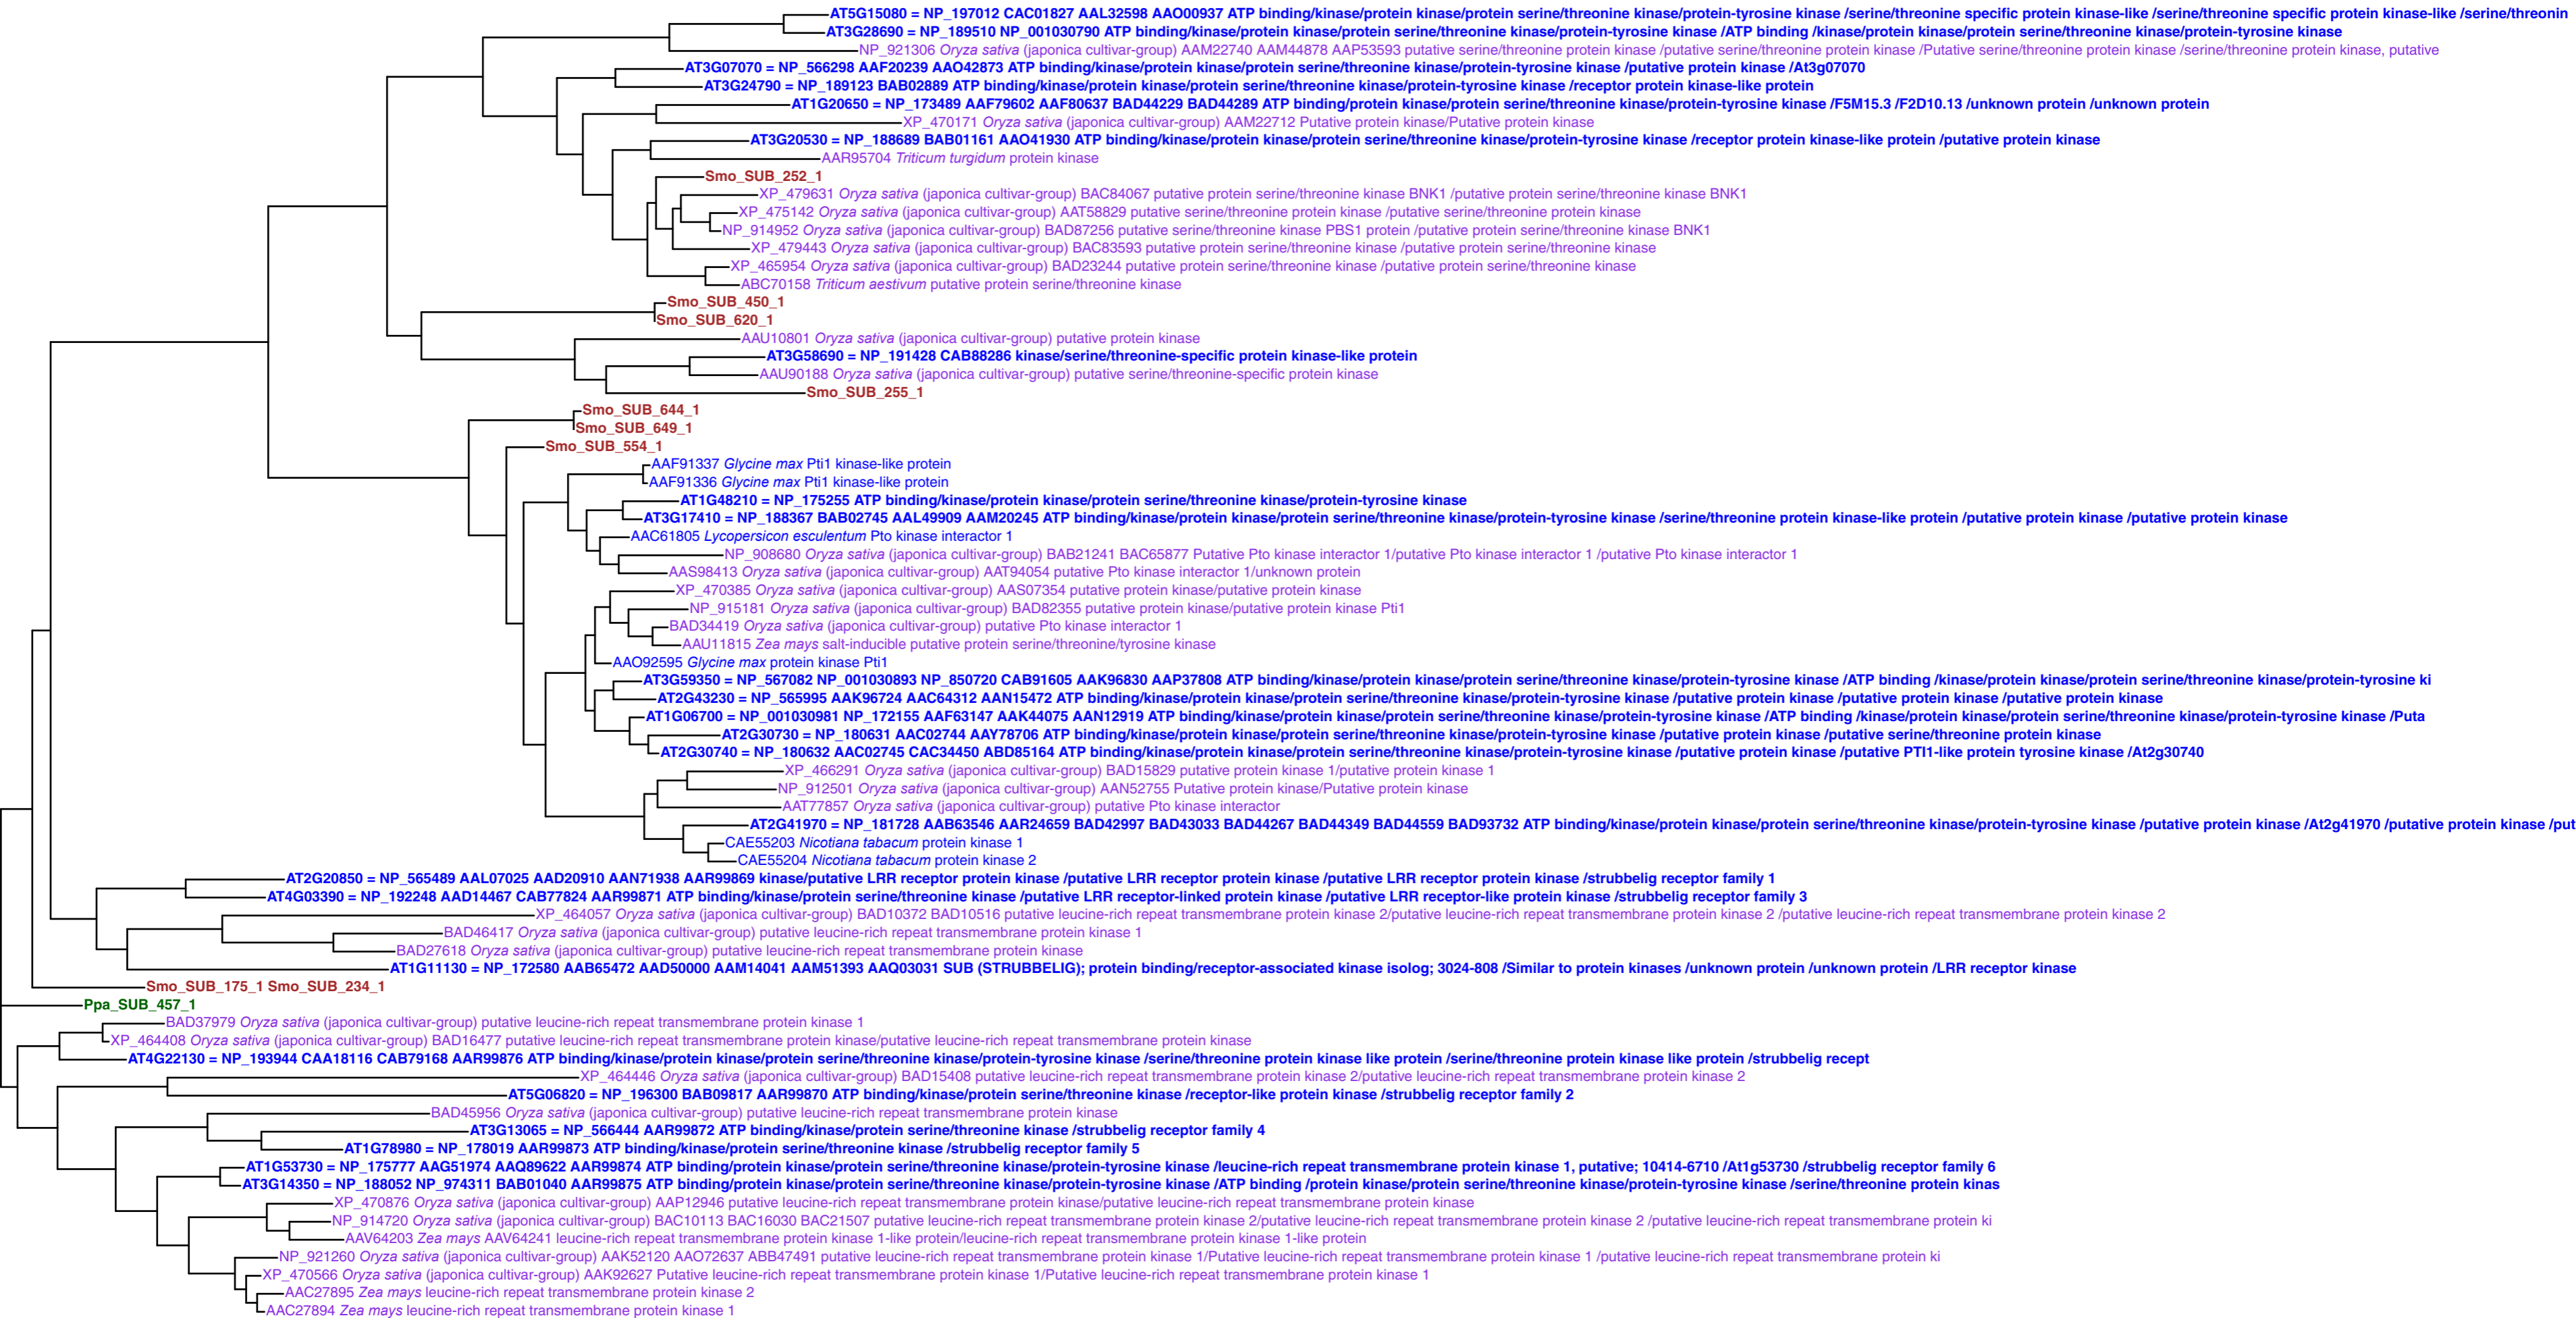 AT5G15080 = NP_197012 CAC01827 AAL32598 AAO00937 ATP binding/kinase/protein kinase/protein serine/threonine kinase/protein-tyrosine kinase /serine/threonine specific protein kinase-like /serine/threonine specific protein kinase-like /serine/threonin
AT3G28690 = NP_189510 NP_001030790 ATP binding/kinase/protein kinase/protein serine/threonine kinase/protein-tyrosine kinase /ATP binding /kinase/protein kinase/protein serine/threonine kinase/protein-tyrosine kinase
NP_921306 Oryza sativa (japonica cultivar-group) AAM22740 AAM44878 AAP53593 putative serine/threonine protein kinase /putative serine/threonine protein kinase /Putative serine/threonine protein kinase /serine/threonine protein kinase, putative
AT3G07070 = NP_566298 AAF20239 AAO42873 ATP binding/kinase/protein kinase/protein serine/threonine kinase/protein-tyrosine kinase /putative protein kinase /At3g07070
AT3G24790 = NP_189123 BAB02889 ATP binding/kinase/protein kinase/protein serine/threonine kinase/protein-tyrosine kinase /receptor protein kinase-like protein
AT1G20650 = NP_173489 AAF79602 AAF80637 BAD44229 BAD44289 ATP binding/protein kinase/protein serine/threonine kinase/protein-tyrosine kinase /F5M15.3 /F2D10.13 /unknown protein /unknown protein
XP_470171 Oryza sativa (japonica cultivar-group) AAM22712 Putative protein kinase/Putative protein kinase
AT3G20530 = NP_188689 BAB01161 AAO41930 ATP binding/kinase/protein kinase/protein serine/threonine kinase/protein-tyrosine kinase /receptor protein kinase-like protein /putative protein kinase
AAR95704 Triticum turgidum protein kinase
Smo_SUB_252_1
XP_479631 Oryza sativa (japonica cultivar-group) BAC84067 putative protein serine/threonine kinase BNK1 /putative protein serine/threonine kinase BNK1
XP_475142 Oryza sativa (japonica cultivar-group) AAT58829 putative serine/threonine protein kinase /putative serine/threonine protein kinase
NP_914952 Oryza sativa (japonica cultivar-group) BAD87256 putative serine/threonine kinase PBS1 protein /putative protein serine/threonine kinase BNK1
XP_479443 Oryza sativa (japonica cultivar-group) BAC83593 putative protein serine/threonine kinase /putative protein serine/threonine kinase
XP_465954 Oryza sativa (japonica cultivar-group) BAD23244 putative protein serine/threonine kinase /putative protein serine/threonine kinase
ABC70158 Triticum aestivum putative protein serine/threonine kinase
Smo_SUB_450_1
Smo_SUB_620_1
AAU10801 Oryza sativa (japonica cultivar-group) putative protein kinase
AT3G58690 = NP_191428 CAB88286 kinase/serine/threonine-specific protein kinase-like protein
AAU90188 Oryza sativa (japonica cultivar-group) putative serine/threonine-specific protein kinase
Smo_SUB_255_1
Smo_SUB_644_1
Smo_SUB_649_1
Smo_SUB_554_1
AAF91337 Glycine max Pti1 kinase-like protein
AAF91336 Glycine max Pti1 kinase-like protein
AT1G48210 = NP_175255 ATP binding/kinase/protein kinase/protein serine/threonine kinase/protein-tyrosine kinase
AT3G17410 = NP_188367 BAB02745 AAL49909 AAM20245 ATP binding/kinase/protein kinase/protein serine/threonine kinase/protein-tyrosine kinase /serine/threonine protein kinase-like protein /putative protein kinase /putative protein kinase
AAC61805 Lycopersicon esculentum Pto kinase interactor 1
NP_908680 Oryza sativa (japonica cultivar-group) BAB21241 BAC65877 Putative Pto kinase interactor 1/putative Pto kinase interactor 1 /putative Pto kinase interactor 1
AAS98413 Oryza sativa (japonica cultivar-group) AAT94054 putative Pto kinase interactor 1/unknown protein
XP_470385 Oryza sativa (japonica cultivar-group) AAS07354 putative protein kinase/putative protein kinase
NP_915181 Oryza sativa (japonica cultivar-group) BAD82355 putative protein kinase/putative protein kinase Pti1
BAD34419 Oryza sativa (japonica cultivar-group) putative Pto kinase interactor 1
AAU11815 Zea mays salt-inducible putative protein serine/threonine/tyrosine kinase
AAO92595 Glycine max protein kinase Pti1
AT3G59350 = NP_567082 NP_001030893 NP_850720 CAB91605 AAK96830 AAP37808 ATP binding/kinase/protein kinase/protein serine/threonine kinase/protein-tyrosine kinase /ATP binding /kinase/protein kinase/protein serine/threonine kinase/protein-tyrosine ki
AT2G43230 = NP_565995 AAK96724 AAC64312 AAN15472 ATP binding/kinase/protein kinase/protein serine/threonine kinase/protein-tyrosine kinase /putative protein kinase /putative protein kinase /putative protein kinase
AT1G06700 = NP_001030981 NP_172155 AAF63147 AAK44075 AAN12919 ATP binding/kinase/protein kinase/protein serine/threonine kinase/protein-tyrosine kinase /ATP binding /kinase/protein kinase/protein serine/threonine kinase/protein-tyrosine kinase /Puta
AT2G30730 = NP_180631 AAC02744 AAY78706 ATP binding/kinase/protein kinase/protein serine/threonine kinase/protein-tyrosine kinase /putative protein kinase /putative serine/threonine protein kinase
AT2G30740 = NP_180632 AAC02745 CAC34450 ABD85164 ATP binding/kinase/protein kinase/protein serine/threonine kinase/protein-tyrosine kinase /putative protein kinase /putative PTI1-like protein tyrosine kinase /At2g30740
XP_466291 Oryza sativa (japonica cultivar-group) BAD15829 putative protein kinase 1/putative protein kinase 1
NP_912501 Oryza sativa (japonica cultivar-group) AAN52755 Putative protein kinase/Putative protein kinase
AAT77857 Oryza sativa (japonica cultivar-group) putative Pto kinase interactor
AT2G41970 = NP_181728 AAB63546 AAR24659 BAD42997 BAD43033 BAD44267 BAD44349 BAD44559 BAD93732 ATP binding/kinase/protein kinase/protein serine/threonine kinase/protein-tyrosine kinase /putative protein kinase /At2g41970 /putative protein kinase /put
CAE55203 Nicotiana tabacum protein kinase 1
CAE55204 Nicotiana tabacum protein kinase 2
AT2G20850 = NP_565489 AAL07025 AAD20910 AAN71938 AAR99869 kinase/putative LRR receptor protein kinase /putative LRR receptor protein kinase /putative LRR receptor protein kinase /strubbelig receptor family 1
AT4G03390 = NP_192248 AAD14467 CAB77824 AAR99871 ATP binding/kinase/protein serine/threonine kinase /putative LRR receptor-linked protein kinase /putative LRR receptor-like protein kinase /strubbelig receptor family 3
XP_464057 Oryza sativa (japonica cultivar-group) BAD10372 BAD10516 putative leucine-rich repeat transmembrane protein kinase 2/putative leucine-rich repeat transmembrane protein kinase 2 /putative leucine-rich repeat transmembrane protein kinase 2
BAD46417 Oryza sativa (japonica cultivar-group) putative leucine-rich repeat transmembrane protein kinase 1
BAD27618 Oryza sativa (japonica cultivar-group) putative leucine-rich repeat transmembrane protein kinase
AT1G11130 = NP_172580 AAB65472 AAD50000 AAM14041 AAM51393 AAQ03031 SUB (STRUBBELIG); protein binding/receptor-associated kinase isolog; 3024-808 /Similar to protein kinases /unknown protein /unknown protein /LRR receptor kinase
Smo_SUB_175_1 Smo_SUB_234_1
Ppa_SUB_457_1
BAD37979 Oryza sativa (japonica cultivar-group) putative leucine-rich repeat transmembrane protein kinase 1
XP_464408 Oryza sativa (japonica cultivar-group) BAD16477 putative leucine-rich repeat transmembrane protein kinase/putative leucine-rich repeat transmembrane protein kinase
AT4G22130 = NP_193944 CAA18116 CAB79168 AAR99876 ATP binding/kinase/protein kinase/protein serine/threonine kinase/protein-tyrosine kinase /serine/threonine protein kinase like protein /serine/threonine protein kinase like protein /strubbelig recept
XP_464446 Oryza sativa (japonica cultivar-group) BAD15408 putative leucine-rich repeat transmembrane protein kinase 2/putative leucine-rich repeat transmembrane protein kinase 2
AT5G06820 = NP_196300 BAB09817 AAR99870 ATP binding/kinase/protein serine/threonine kinase /receptor-like protein kinase /strubbelig receptor family 2
BAD45956 Oryza sativa (japonica cultivar-group) putative leucine-rich repeat transmembrane protein kinase
AT3G13065 = NP_566444 AAR99872 ATP binding/kinase/protein serine/threonine kinase /strubbelig receptor family 4
AT1G78980 = NP_178019 AAR99873 ATP binding/kinase/protein serine/threonine kinase /strubbelig receptor family 5
AT1G53730 = NP_175777 AAG51974 AAQ89622 AAR99874 ATP binding/protein kinase/protein serine/threonine kinase/protein-tyrosine kinase /leucine-rich repeat transmembrane protein kinase 1, putative; 10414-6710 /At1g53730 /strubbelig receptor family 6
AT3G14350 = NP_188052 NP_974311 BAB01040 AAR99875 ATP binding/protein kinase/protein serine/threonine kinase/protein-tyrosine kinase /ATP binding /protein kinase/protein serine/threonine kinase/protein-tyrosine kinase /serine/threonine protein kinas
XP_470876 Oryza sativa (japonica cultivar-group) AAP12946 putative leucine-rich repeat transmembrane protein kinase/putative leucine-rich repeat transmembrane protein kinase
NP_914720 Oryza sativa (japonica cultivar-group) BAC10113 BAC16030 BAC21507 putative leucine-rich repeat transmembrane protein kinase 2/putative leucine-rich repeat transmembrane protein kinase 2 /putative leucine-rich repeat transmembrane protein ki
AAV64203 Zea mays AAV64241 leucine-rich repeat transmembrane protein kinase 1-like protein/leucine-rich repeat transmembrane protein kinase 1-like protein
NP_921260 Oryza sativa (japonica cultivar-group) AAK52120 AAO72637 ABB47491 putative leucine-rich repeat transmembrane protein kinase 1/Putative leucine-rich repeat transmembrane protein kinase 1 /putative leucine-rich repeat transmembrane protein ki
XP_470566 Oryza sativa (japonica cultivar-group) AAK92627 Putative leucine-rich repeat transmembrane protein kinase 1/Putative leucine-rich repeat transmembrane protein kinase 1
AAC27895 Zea mays leucine-rich repeat transmembrane protein kinase 2
AAC27894 Zea mays leucine-rich repeat transmembrane protein kinase 1